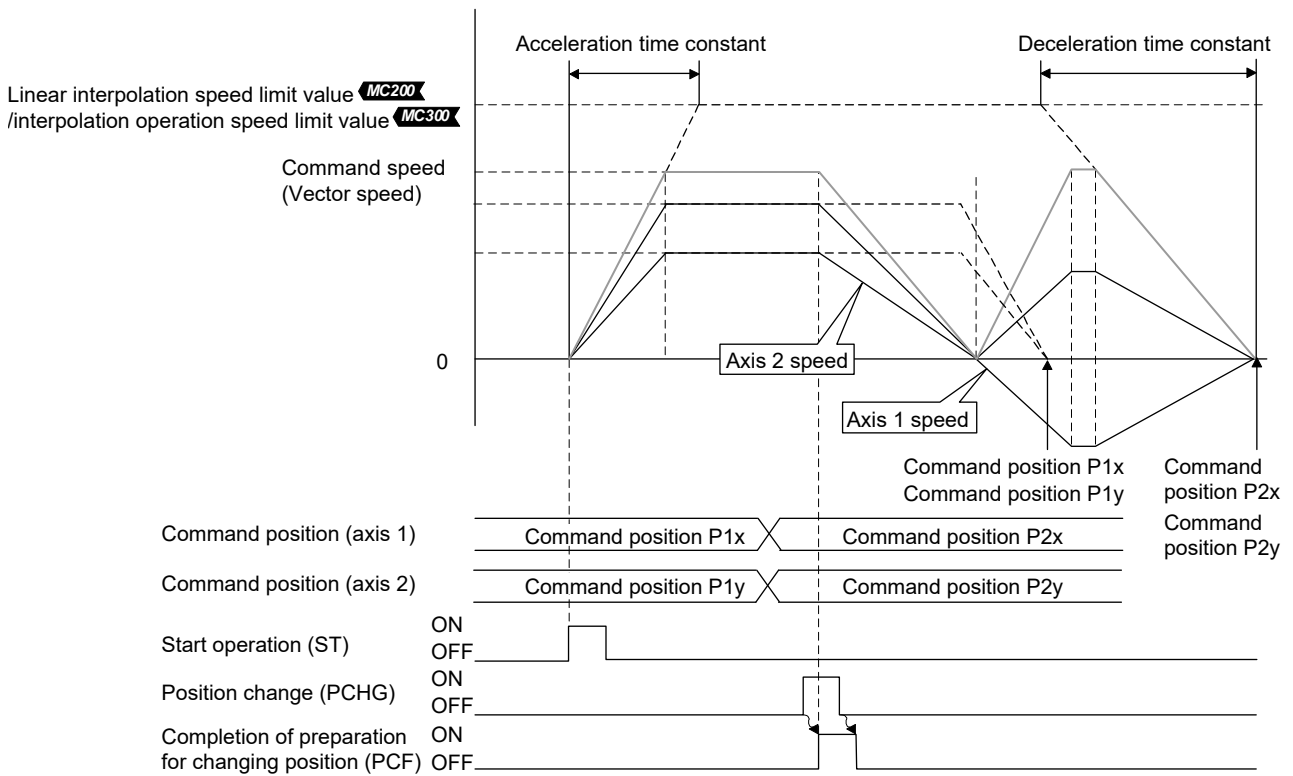 Acceleration time constant
Deceleration time constant
Linear interpolation speed limit value MC200
/interpolation operation speed limit value MC300
Command speed
(Vector speed)
0
Axis 2 speed
Axis 1 speed
Command position P1x
Command position P1y
Command
position P2x
Command
position P2y
Command position (axis 1)
Command position P1x
Command position P2x
Command position (axis 2)
Command position P1y
Command position P2y
Start operation (ST)
ON
OFF
Position change (PCHG)
ON
OFF
Completion of preparation
for changing position (PCF)
ON
OFF